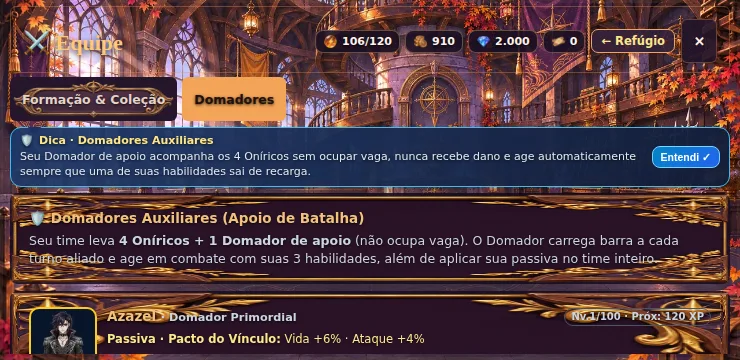 Equipe
106/120
910
2.000
0
← Refúgio
✕
Formação & Coleção
Domadores
Dica · Domadores Auxiliares
Seu Domador de apoio acompanha os 4 Oníricos sem ocupar vaga, nunca recebe dano e age automaticamente
sempre que uma de suas habilidades sai de recarga.
Entendi ✓
Domadores Auxiliares (Apoio de Batalha)
Seu time leva 4 Oníricos + 1 Domador de apoio (não ocupa vaga). O Domador carrega barra a cada
turno aliado e age em combate com suas 3 habilidades, além de aplicar sua passiva no time inteiro.
Azazel · Domador Primordial
Nv.1/100 · Próx: 120 XP
Passiva · Pacto do Vínculo: Vida +6% · Ataque +4%